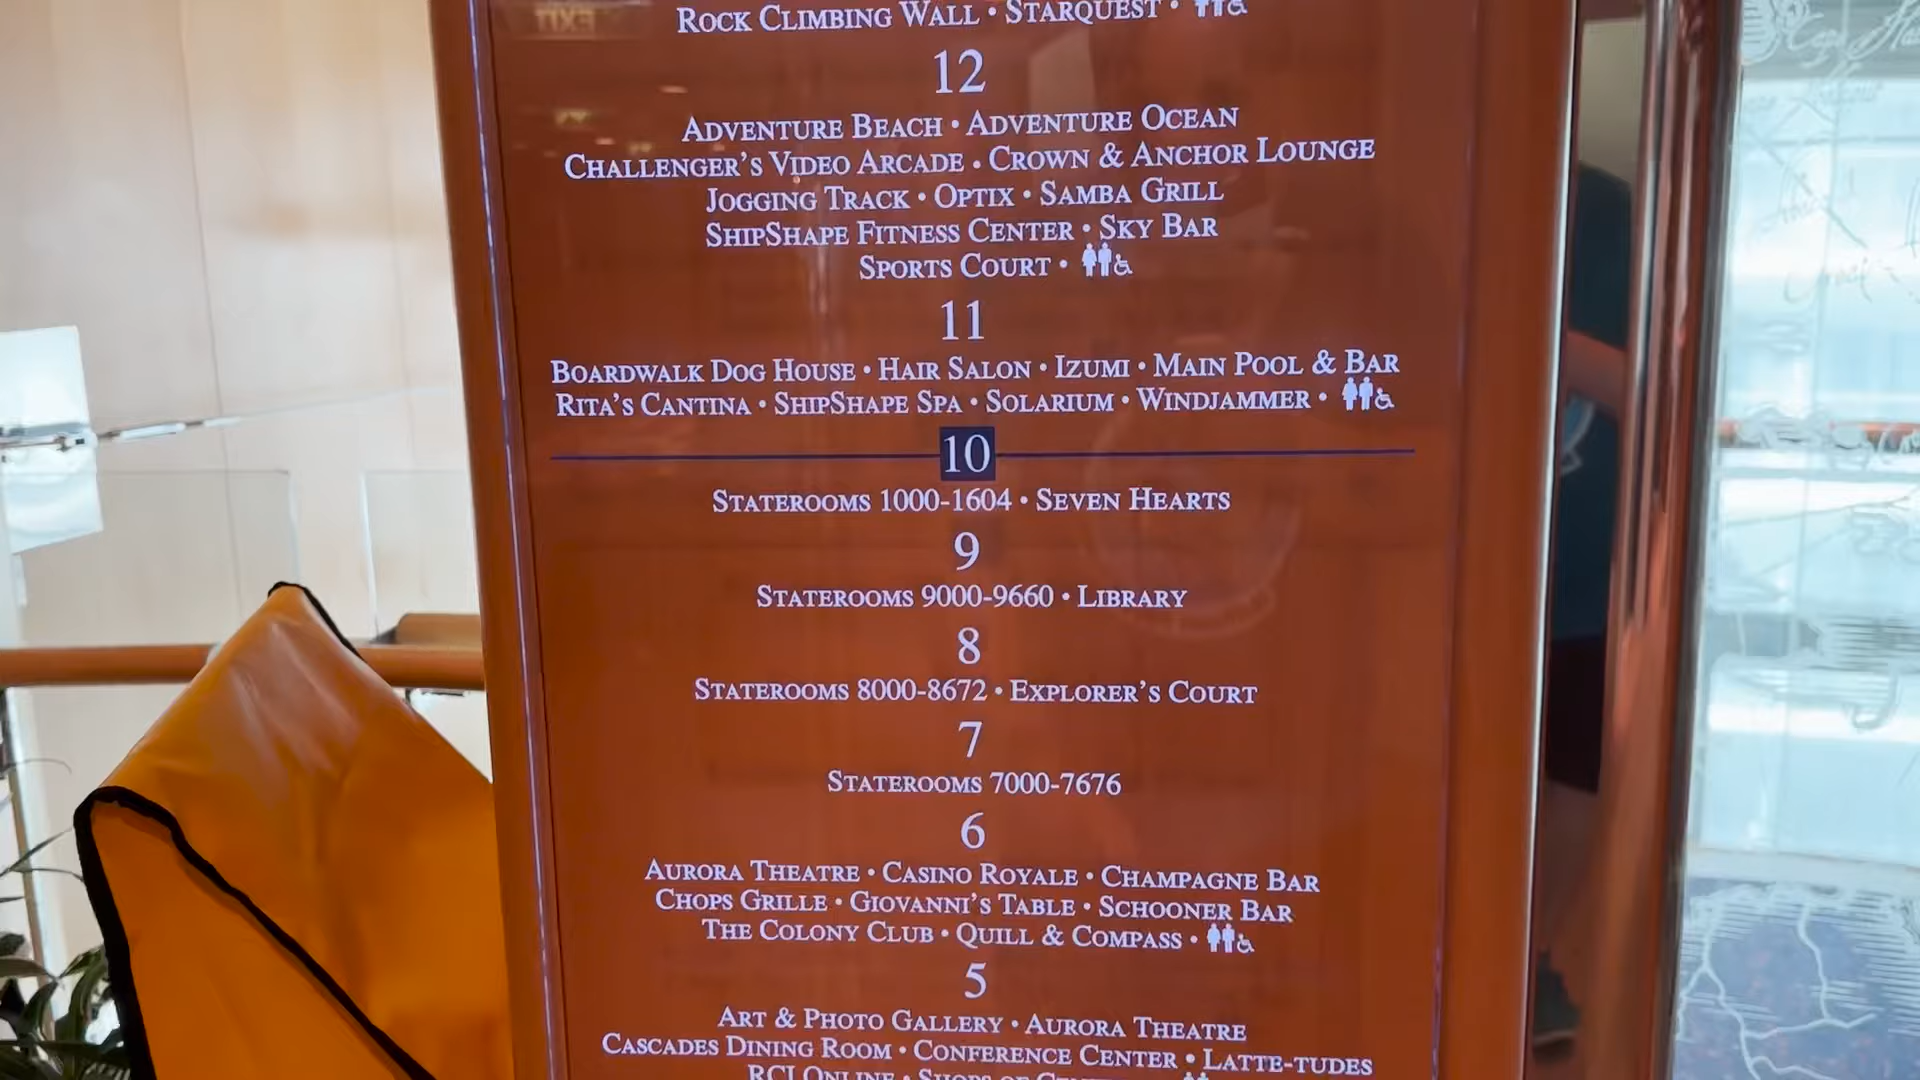 ROCK CLIMBING WALL • STARQUEST •
12
ADVENTURE BEACH • ADVENTURE OCEAN
CHALLENGER'S VIDEO ARCADE • CROWN & ANCHOR LOUNGE
JOGGING TRACK • OPTIX • SAMBA GRILL
SHIPSHAPE FITNESS CENTER • SKY BAR
SPORTS COURT •
11
BOARDWALK DOG HOUSE • HAIR SALON • IZUMI • MAIN POOL & BAR
RITA'S CANTINA • SHIPSHAPE SPA • SOLARIUM • WINDJAMMER •
10
STATEROOMS 1000-1604 • SEVEN HEARTS
9
STATEROOMS 9000-9660 • LIBRARY
8
STATEROOMS 8000-8672 • EXPLORER'S COURT
7
STATEROOMS 7000-7676
6
AURORA THEATRE • CASINO ROYALE • CHAMPAGNE BAR
CHOPS GRILLE • GIOVANNI'S TABLE • SCHOONER BAR
THE COLONY CLUB • QUILL & COMPASS •
5
ART & PHOTO GALLERY • AURORA THEATRE
CASCADES DINING ROOM • CONFERENCE CENTER • LATTE-TUDES
RCI ONLINE • SHOPS OF